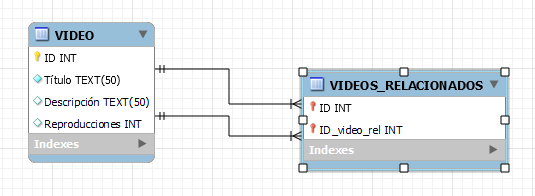 VIDEO
ID INT
Título TEXT(50)
Descripción TEXT(50)
Reproducciones INT
Indexes
VIDEOS_RELACIONADOS
ID INT
ID_video_rel INT
Indexes